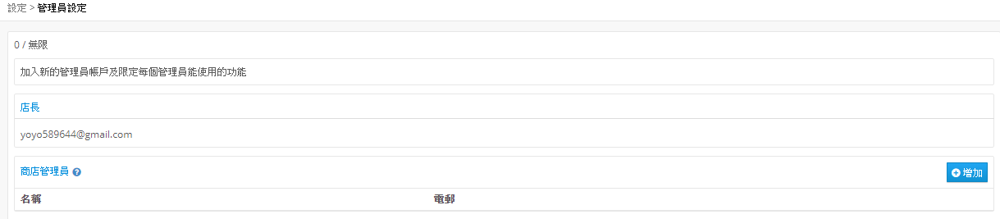 設定 > 管理員設定
0 / 無限
加入新的管理員帳戶及限定每個管理員能使用的功能
店長
yoyo589644@gmail.com
商店管理員 ?
增加
名稱 電郵